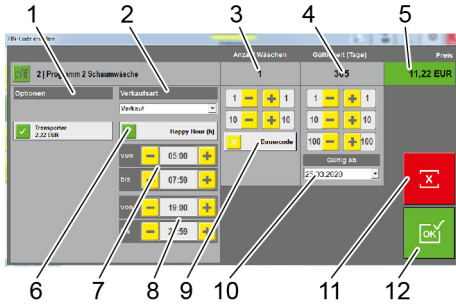 1 2 3 4 5
PIN-Code erstellen
Anzahl Wäschen Gültigkeit (Tage) Preis
2 | Programm 2 Schaumwäsche 1 365 11,22 EUR
Optionen Verkaufsart
Verkauf
1 − + 1 1 − + 1
Transporter
2,22 EUR
Happy Hour (h)
10 − + 10 10 − + 10
X Dauercode 100 − + 100
von − 05:00 +
Gültig ab
bis − 07:59 +
25.03.2020
X
von − 19:00 +
− 21:59 +
OK
6 7 8 9 10 11 12